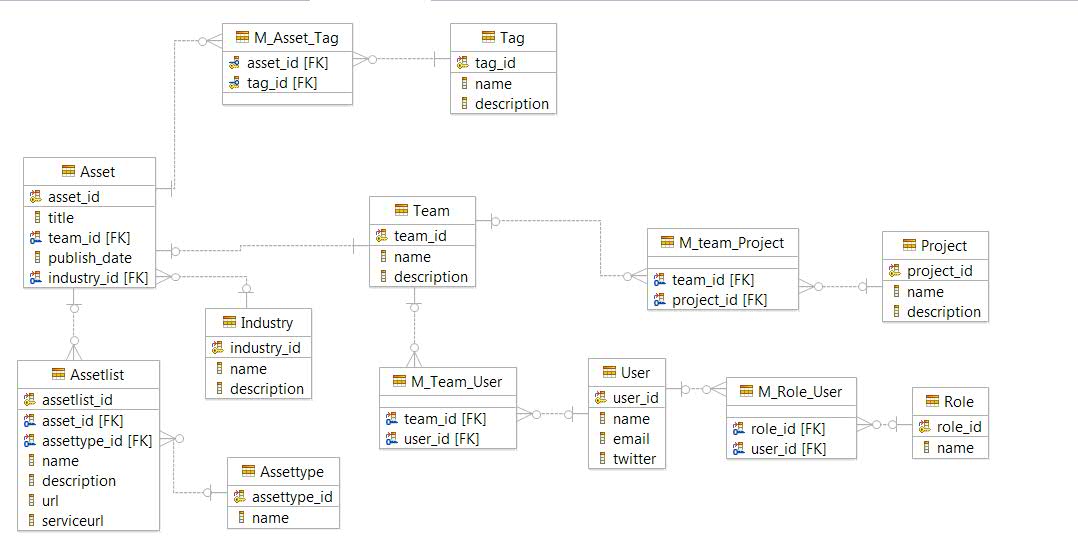 M_Asset_Tag
asset_id [FK]
tag_id [FK]
Tag
tag_id
name
description
Asset
asset_id
title
team_id [FK]
publish_date
industry_id [FK]
Team
team_id
name
description
M_team_Project
team_id [FK]
project_id [FK]
Project
project_id
name
description
Industry
industry_id
name
description
Assetlist
assetlist_id
asset_id [FK]
assettype_id [FK]
name
description
url
serviceurl
M_Team_User
team_id [FK]
user_id [FK]
User
user_id
name
email
twitter
M_Role_User
role_id [FK]
user_id [FK]
Role
role_id
name
Assettype
assettype_id
name